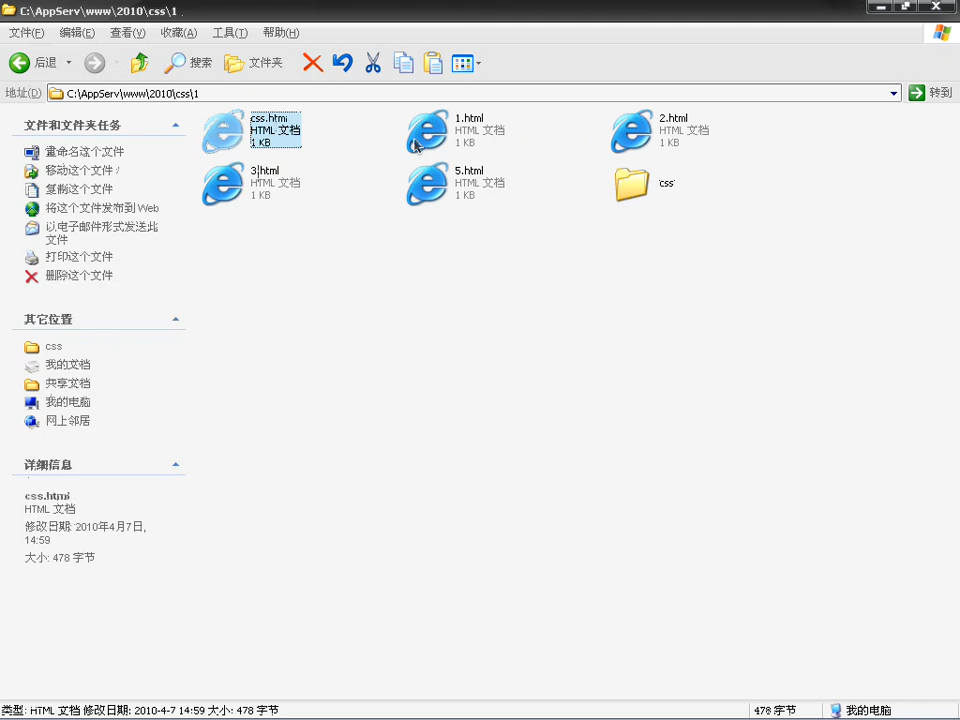 C:\AppServ\www\2010\css\1
文件(F) 编辑(E) 查看(V) 收藏(A) 工具(T) 帮助(H)
后退 搜索 文件夹
地址(D) C:\AppServ\www\2010\css\1 转到
文件和文件夹任务
重命名这个文件
移动这个文件
复制这个文件
将这个文件发布到 Web
以电子邮件形式发送此
文件
打印这个文件
删除这个文件
其它位置
css
我的文档
共享文档
我的电脑
网上邻居
详细信息
css.html
HTML 文档
修改日期: 2010年4月7日,
14:59
大小: 478 字节
css.html
HTML 文档
1 KB
1.html
HTML 文档
1 KB
2.html
HTML 文档
1 KB
3.html
HTML 文档
1 KB
5.html
HTML 文档
1 KB
css
类型: HTML 文档 修改日期: 2010-4-7 14:59 大小: 478 字节
478 字节
我的电脑